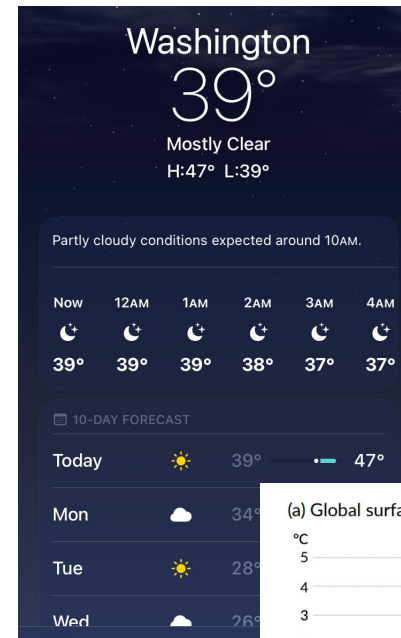 Washington
39°
Mostly Clear
H:47° L:39°
Partly cloudy conditions expected around 10AM.
Now 12AM 1AM 2AM 3AM 4AM
39° 39° 39° 38° 37° 37°
10-DAY FORECAST
Today 39° 47°
Mon 34°
Tue 28°
Wed 26°
(a) Global surfa
°C
5
4
3